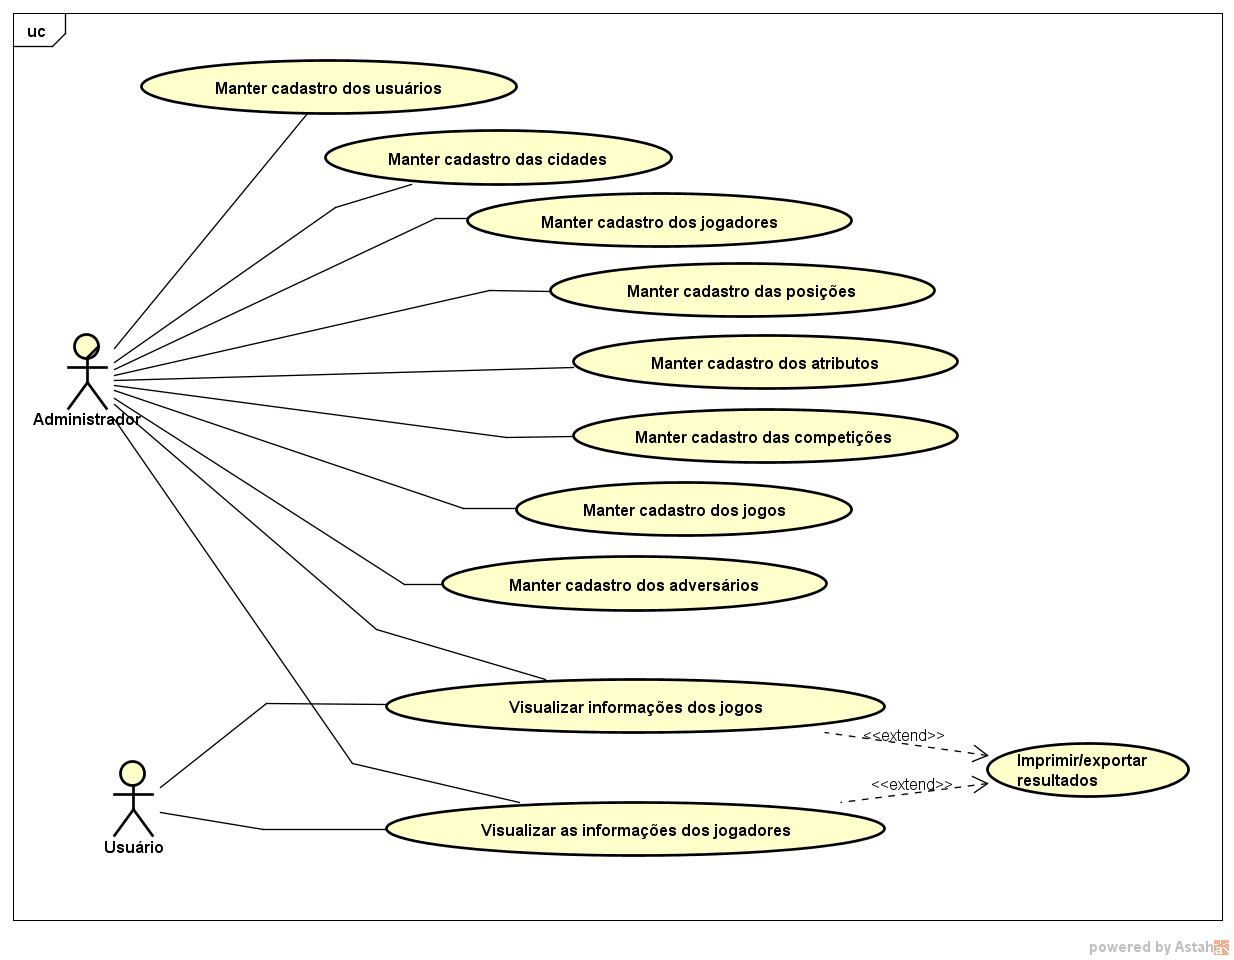 uc
Manter cadastro dos usuários
Manter cadastro das cidades
Manter cadastro dos jogadores
Manter cadastro das posições
Manter cadastro dos atributos
Administrador
Manter cadastro das competições
Manter cadastro dos jogos
Manter cadastro dos adversários
Visualizar informações dos jogos
<<extend>>
Imprimir/exportar
resultados
<<extend>>
Visualizar as informações dos jogadores
Usuário
powered by Astah